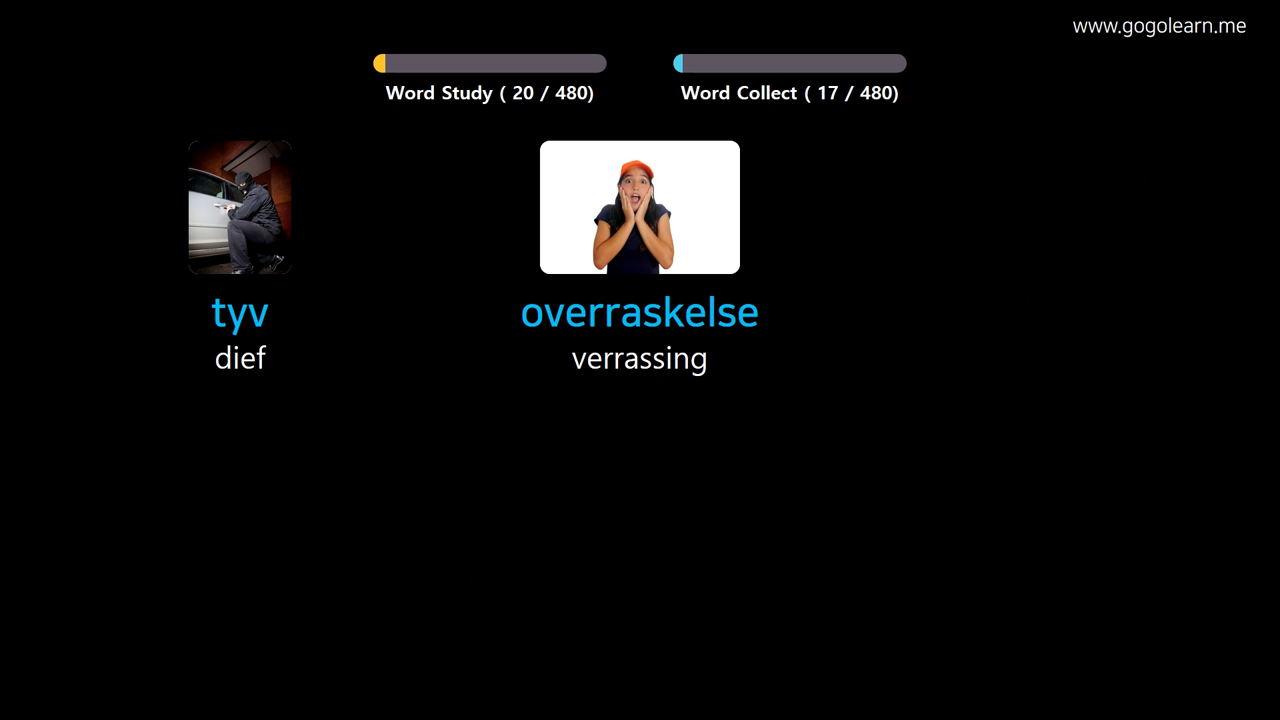 www.gogolearn.me
Word Study ( 20 / 480)
Word Collect ( 17 / 480)
tyv
dief
overraskelse
verrassing